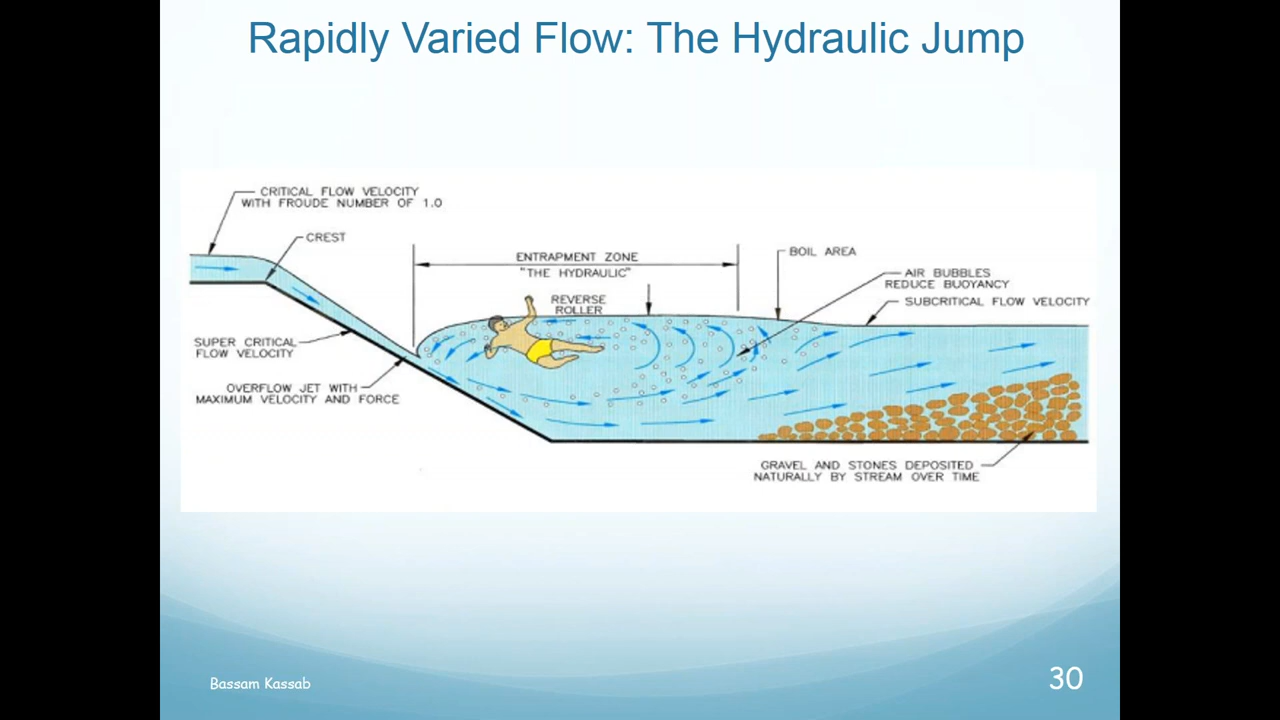 Rapidly Varied Flow: The Hydraulic Jump
CRITICAL FLOW VELOCITY
WITH FROUDE NUMBER OF 1.0
CREST
ENTRAPMENT ZONE
"THE HYDRAULIC"
BOIL AREA
AIR BUBBLES
REDUCE BUOYANCY
REVERSE
ROLLER
SUBCRITICAL FLOW VELOCITY
SUPER CRITICAL
FLOW VELOCITY
OVERFLOW JET WITH
MAXIMUM VELOCITY AND FORCE
GRAVEL AND STONES DEPOSITED
NATURALLY BY STREAM OVER TIME
Bassam Kassab
30